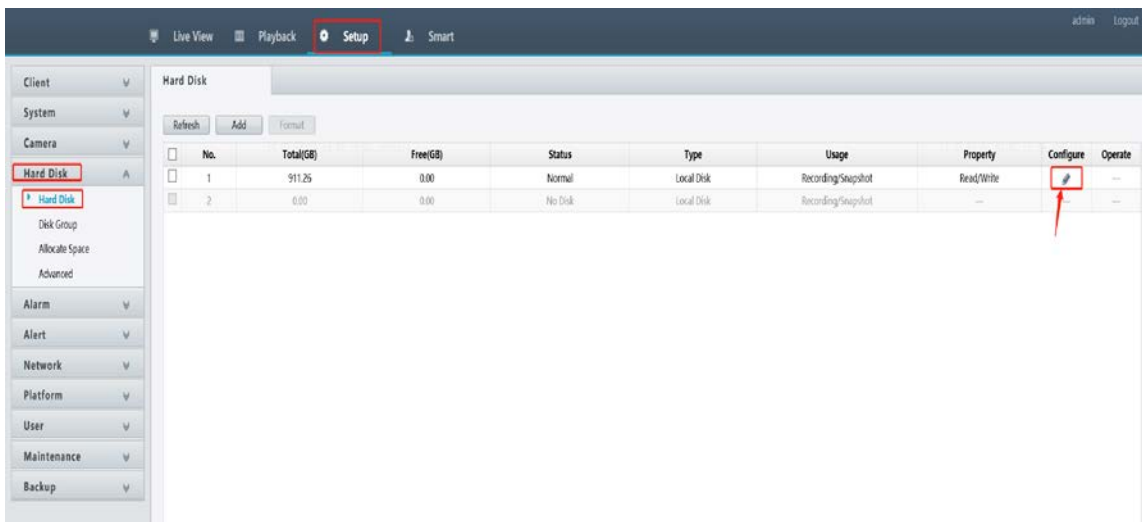 admin Logout
Live View Playback Setup Smart
Client
System
Camera
Hard Disk
Hard Disk
Disk Group
Allocate Space
Advanced
Alarm
Alert
Network
Platform
User
Maintenance
Backup
Hard Disk
Refresh Add Format
No. Total(GB) Free(GB) Status Type Usage Property Configure Operate
1 911.26 0.00 Normal Local Disk Recording/Snapshot Read/Write ---
2 0.00 0.00 No Disk Local Disk Recording/Snapshot --- --- ---